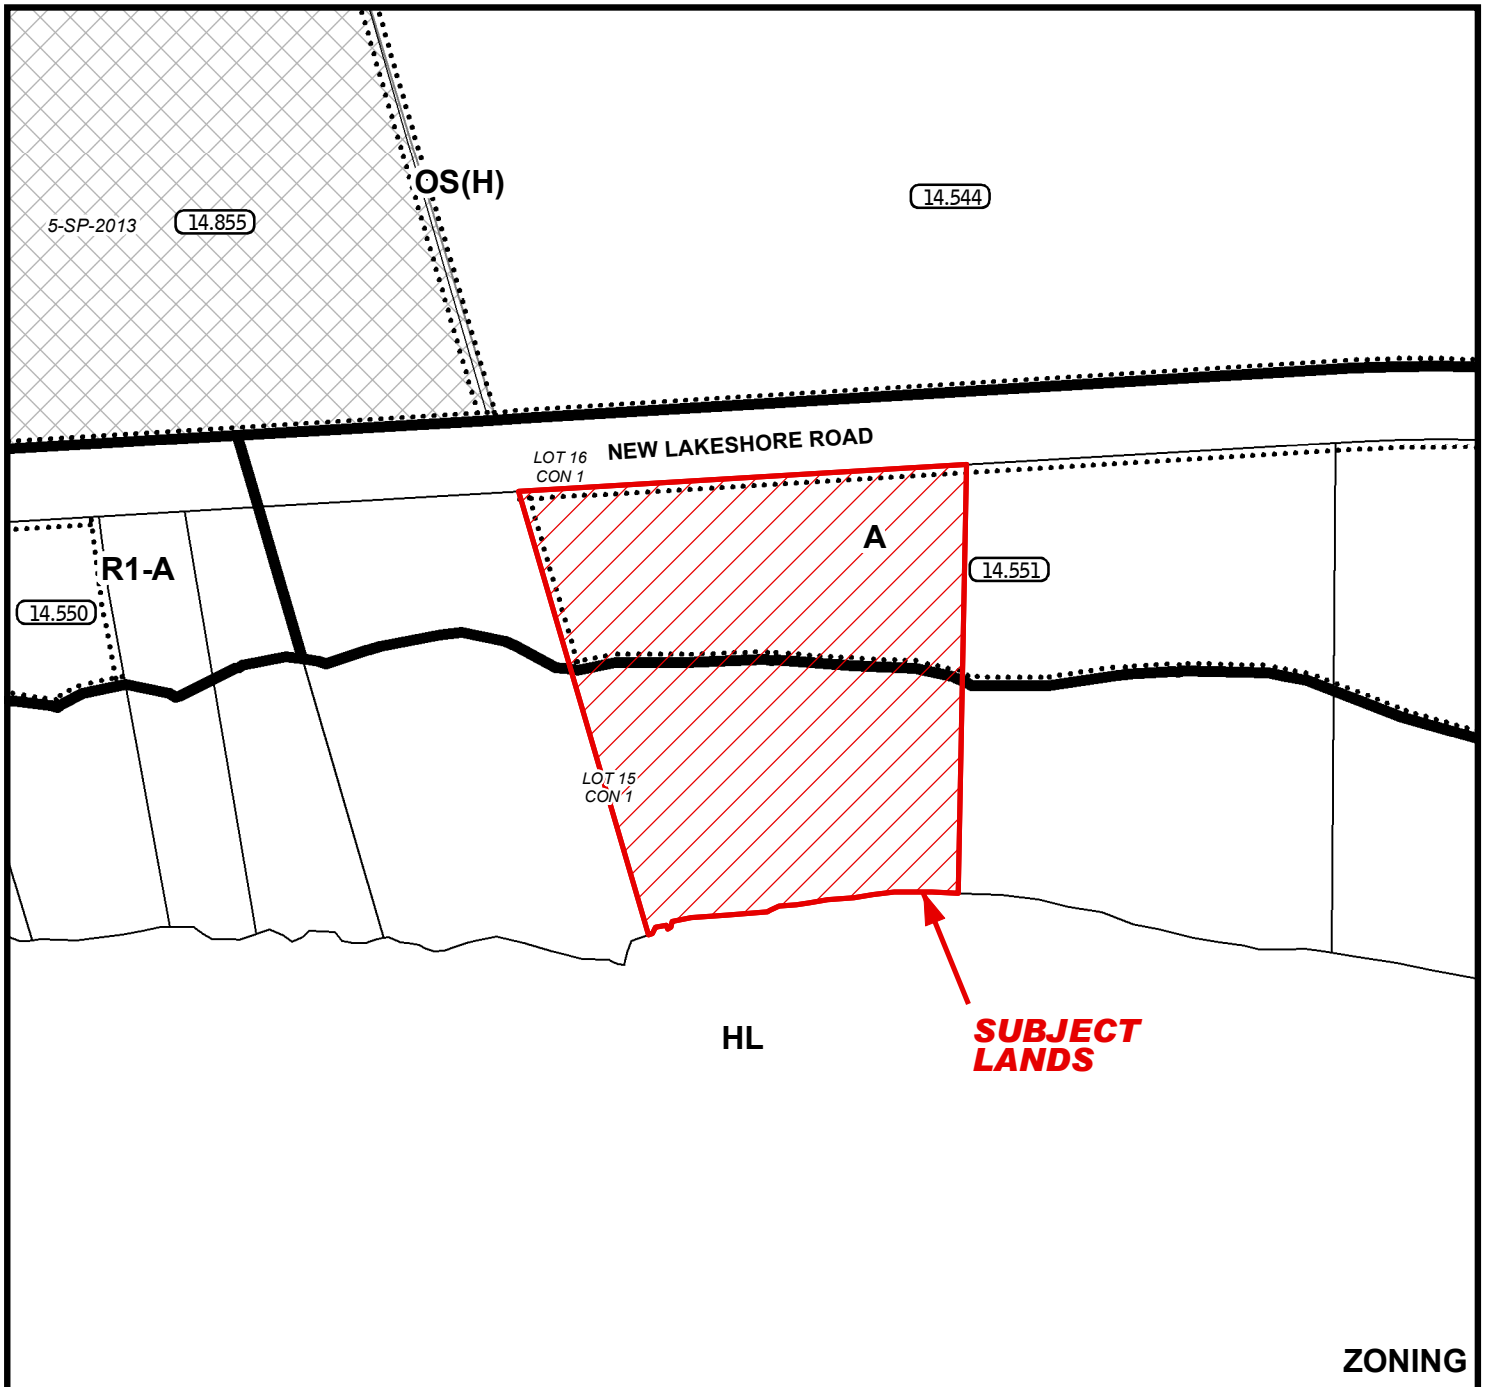 OS(H)
14.544
5-SP-2013
14.855
NEW LAKESHORE ROAD
LOT 16
CON 1
A
R1-A
14.551
14.550
LOT 15
CON 1
HL
SUBJECT
LANDS
ZONING